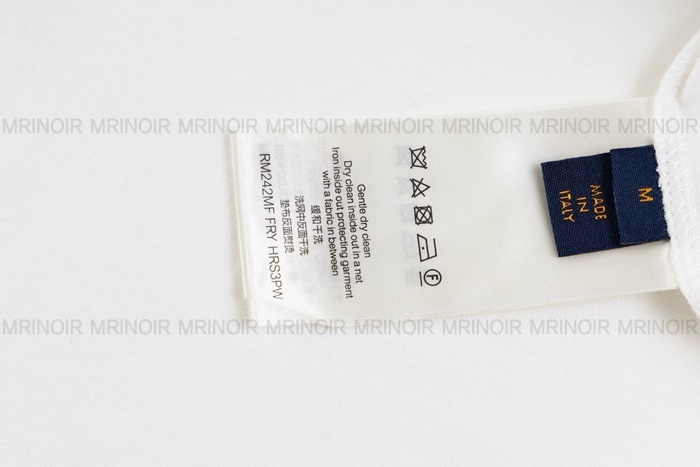 MRINOIR MRINOIR MRINOIR MRINOIR MRINOIR MRINOIR MRINOIR MRINOIR
Gentle dry clean
Dry clean inside out in a net
Iron inside out protecting garment
with a fabric in between
缓和干洗
洗网中反面干洗
垫布反面熨烫
RM242MF FRY HRS3PW
F
M
MADE
IN
ITALY
MRINOIR MRINOIR MRINOIR MRINOIR MRINOIR MRINOIR MRINOIR MRINOIR